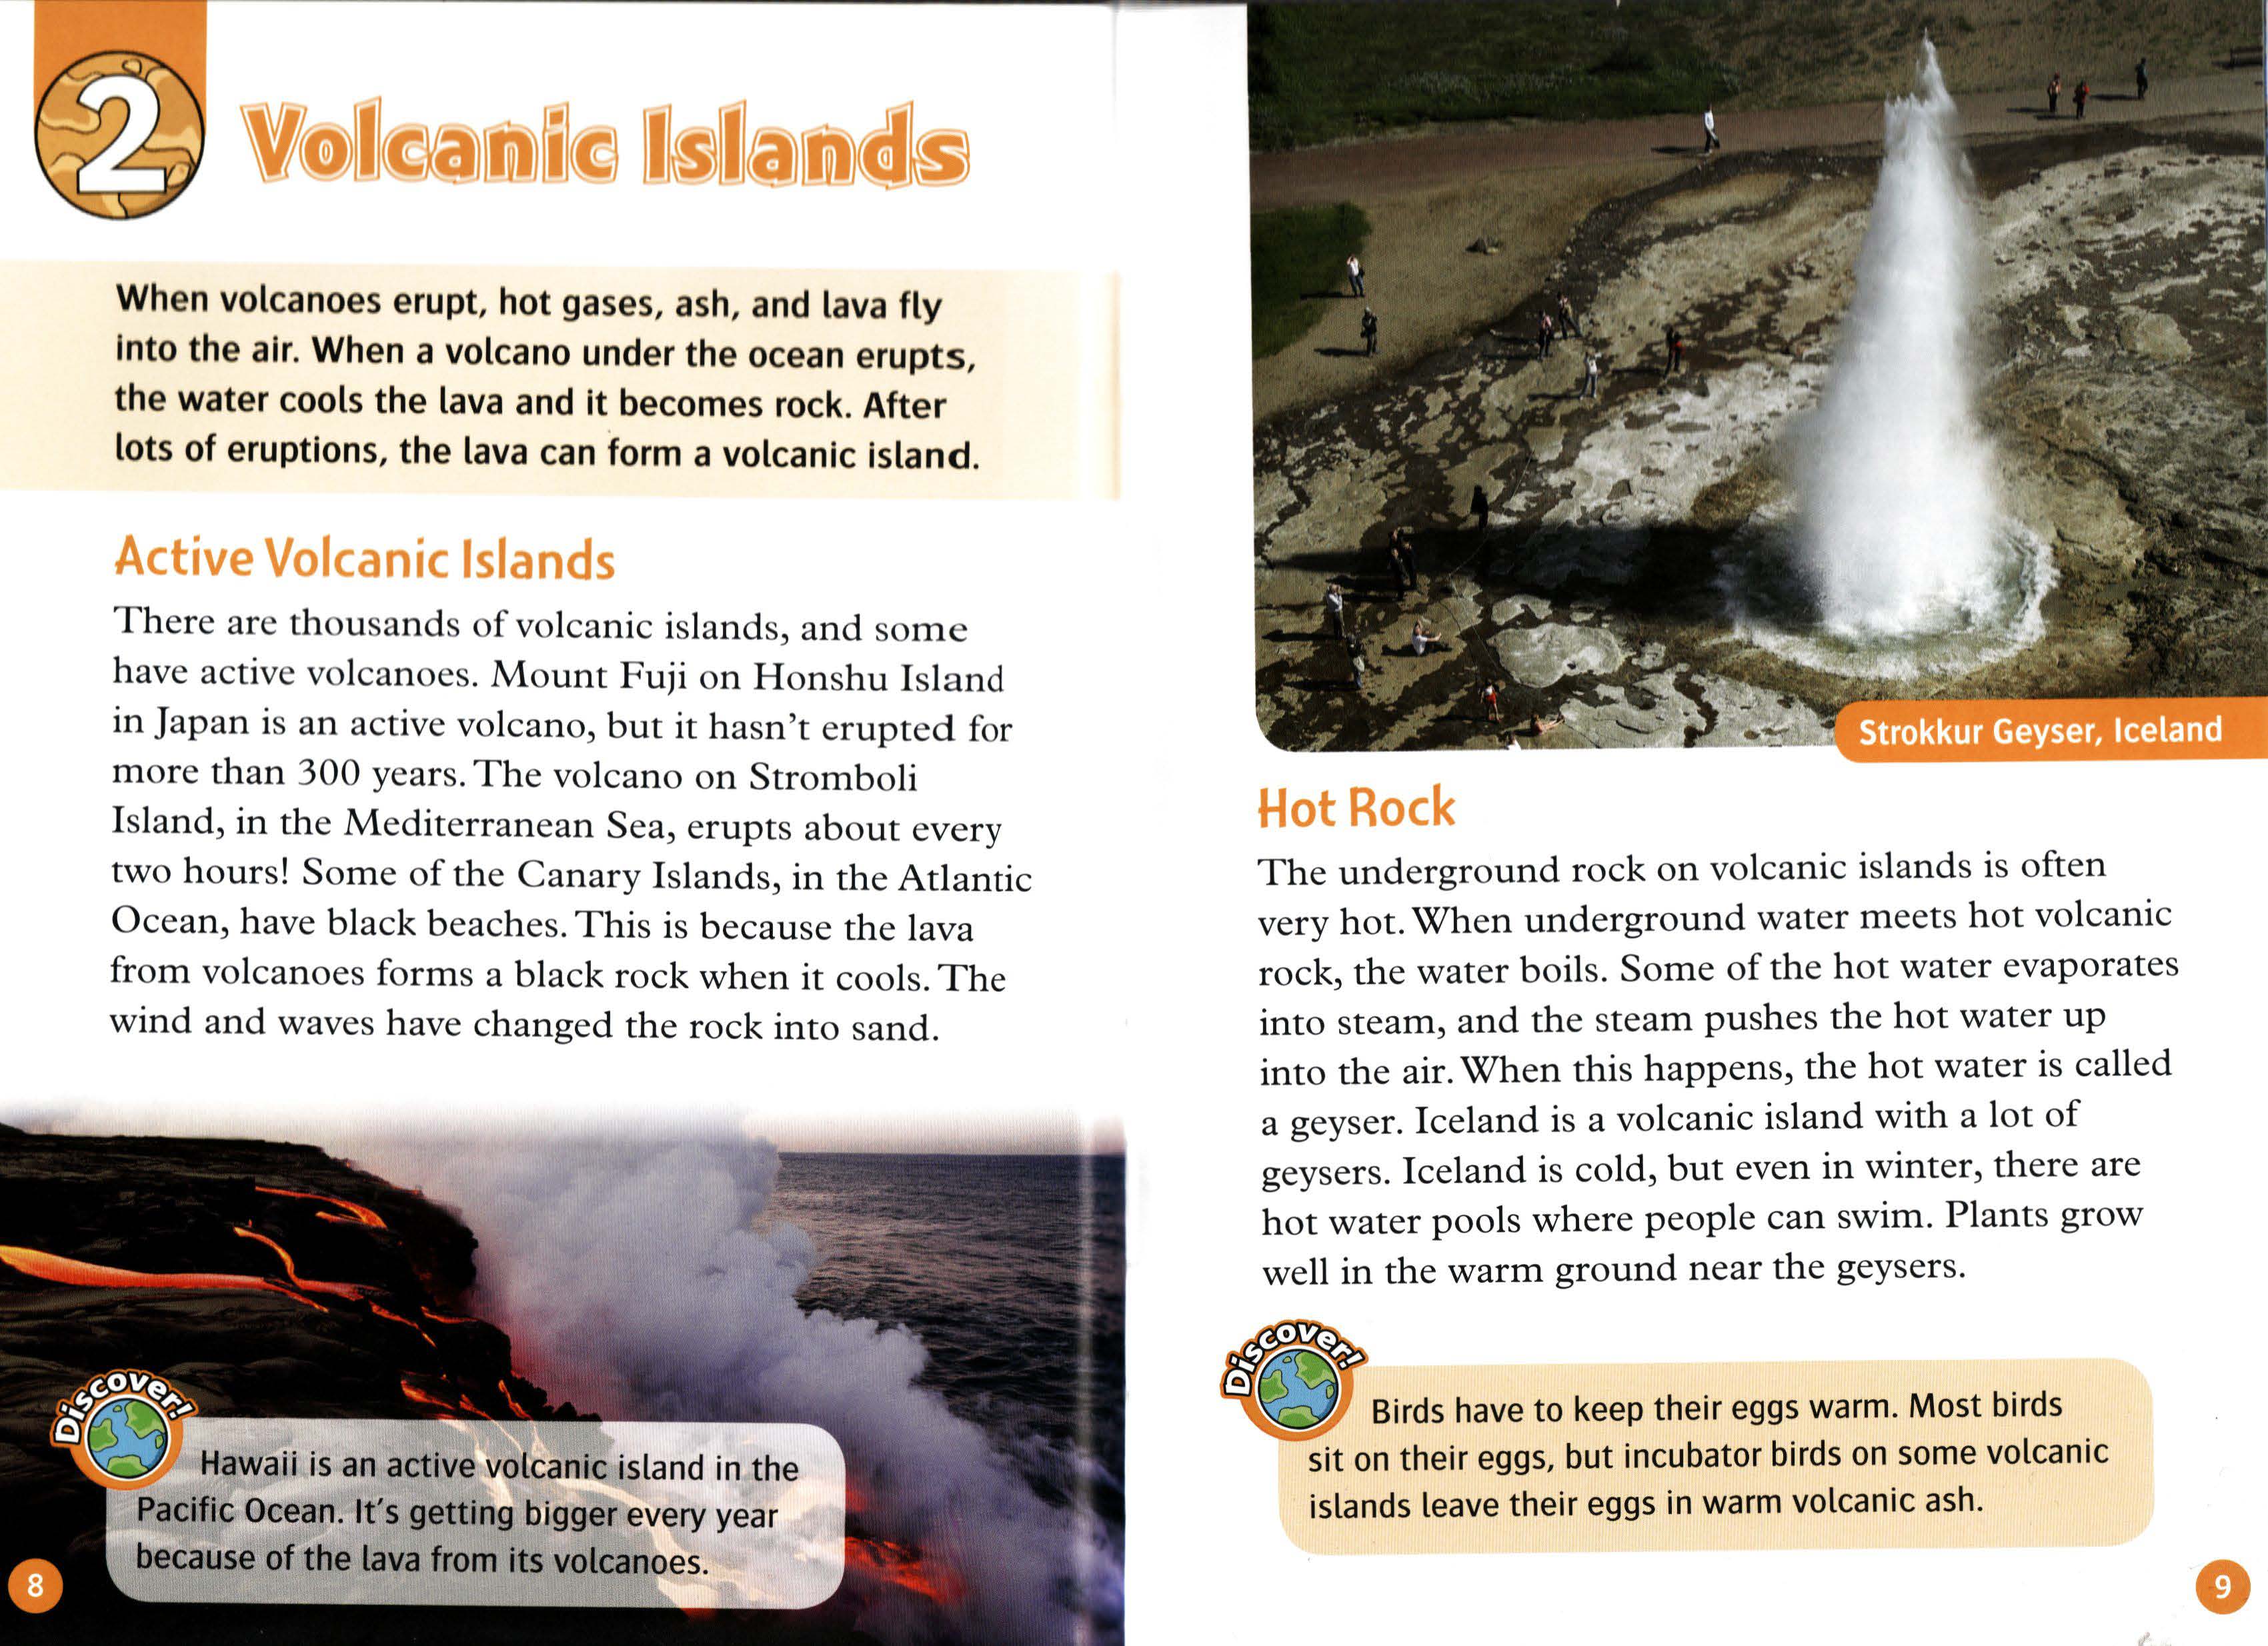 2
Volcanic Islands
When volcanoes erupt, hot gases, ash, and lava fly
into the air. When a volcano under the ocean erupts,
the water cools the lava and it becomes rock. After
lots of eruptions, the lava can form a volcanic island.
Active Volcanic Islands
There are thousands of volcanic islands, and some
have active volcanoes. Mount Fuji on Honshu Island
in Japan is an active volcano, but it hasn't erupted for
more than 300 years. The volcano on Stromboli
Island, in the Mediterranean Sea, erupts about every
two hours! Some of the Canary Islands, in the Atlantic
Ocean, have black beaches. This is because the lava
from volcanoes forms a black rock when it cools. The
wind and waves have changed the rock into sand.
Discover!
Hawaii is an active volcanic island in the
Pacific Ocean. It's getting bigger every year
because of the lava from its volcanoes.
8
Strokkur Geyser, Iceland
Hot Rock
The underground rock on volcanic islands is often
very hot. When underground water meets hot volcanic
rock, the water boils. Some of the hot water evaporates
into steam, and the steam pushes the hot water up
into the air. When this happens, the hot water is called
a geyser. Iceland is a volcanic island with a lot of
geysers. Iceland is cold, but even in winter, there are
hot water pools where people can swim. Plants grow
well in the warm ground near the geysers.
Discover!
Birds have to keep their eggs warm. Most birds
sit on their eggs, but incubator birds on some volcanic
islands leave their eggs in warm volcanic ash.
9